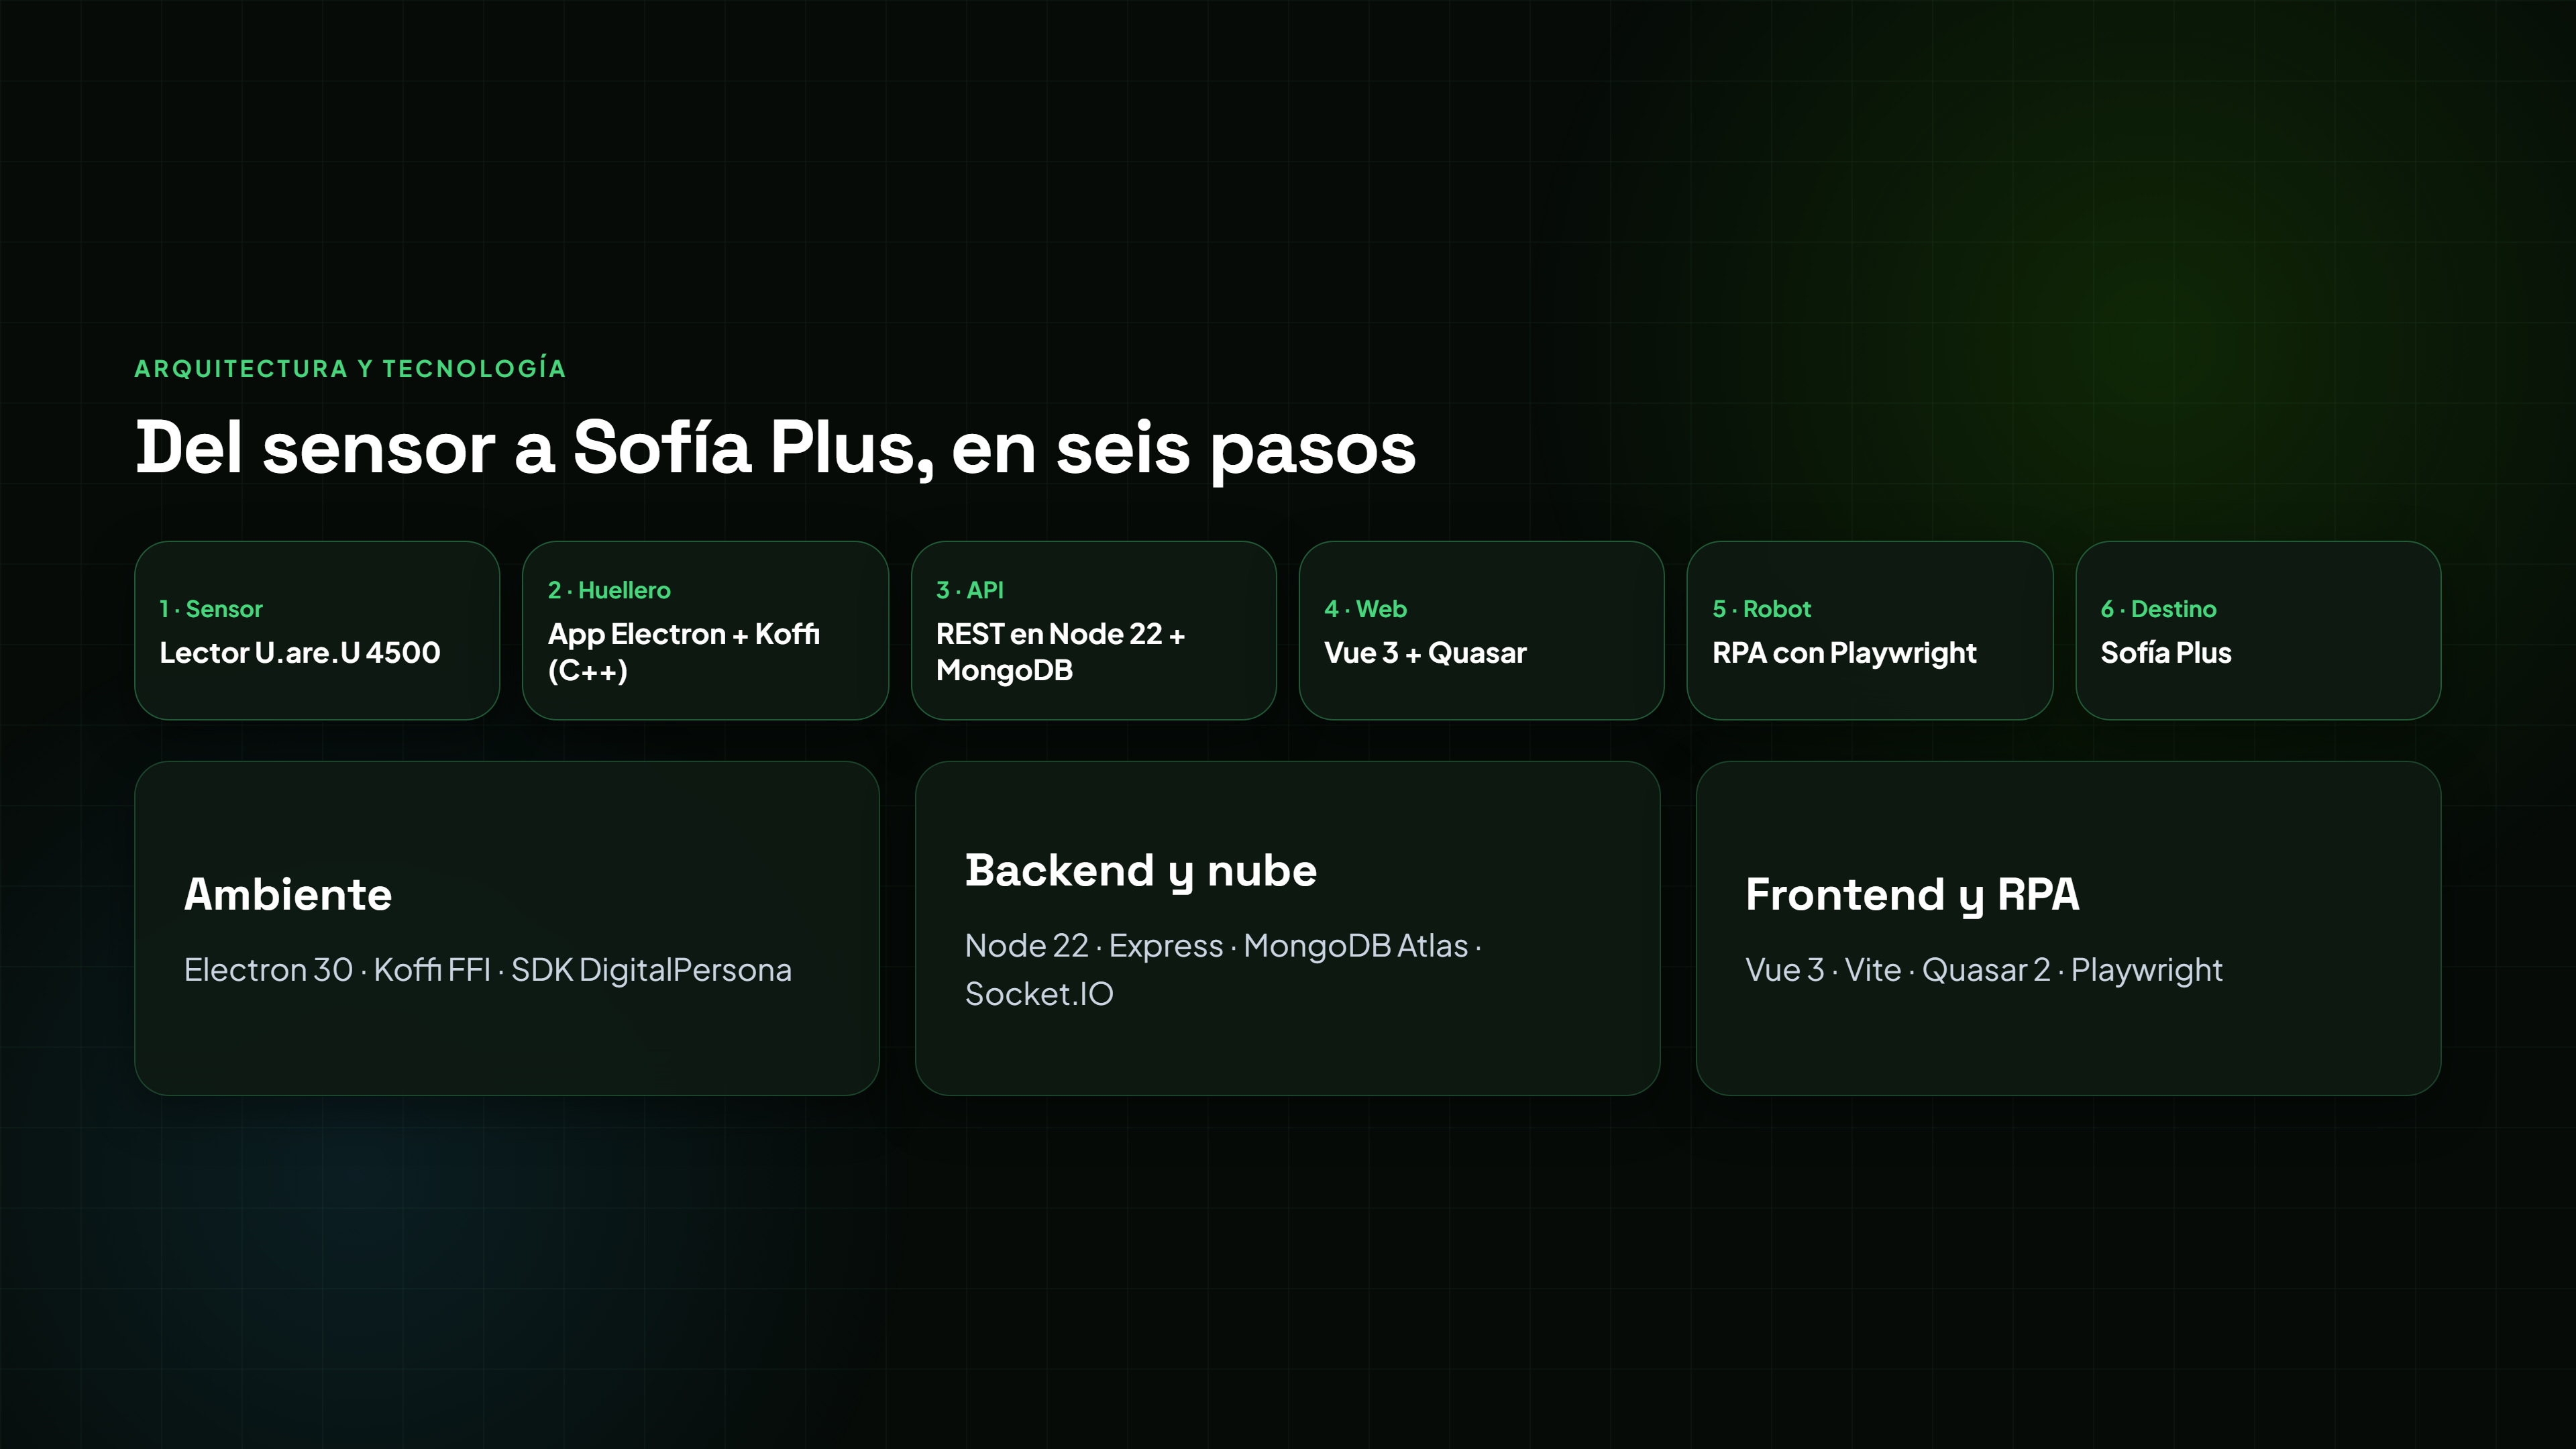 ARQUITECTURA Y TECNOLOGÍA
Del sensor a Sofía Plus, en seis pasos
1 · Sensor
Lector U.are.U 4500
2 · Huellero
App Electron + Koffi
(C++)
3 · API
REST en Node 22 +
MongoDB
4 · Web
Vue 3 + Quasar
5 · Robot
RPA con Playwright
6 · Destino
Sofía Plus
Ambiente
Electron 30 · Koffi FFI · SDK DigitalPersona
Backend y nube
Node 22 · Express · MongoDB Atlas ·
Socket.IO
Frontend y RPA
Vue 3 · Vite · Quasar 2 · Playwright